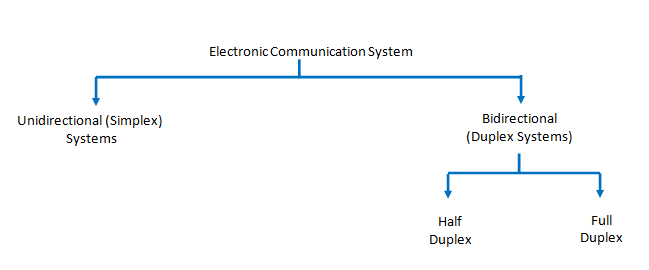 Electronic Communication System
Unidirectional (Simplex)
Systems
Bidirectional
(Duplex Systems)
Half
Duplex
Full
Duplex